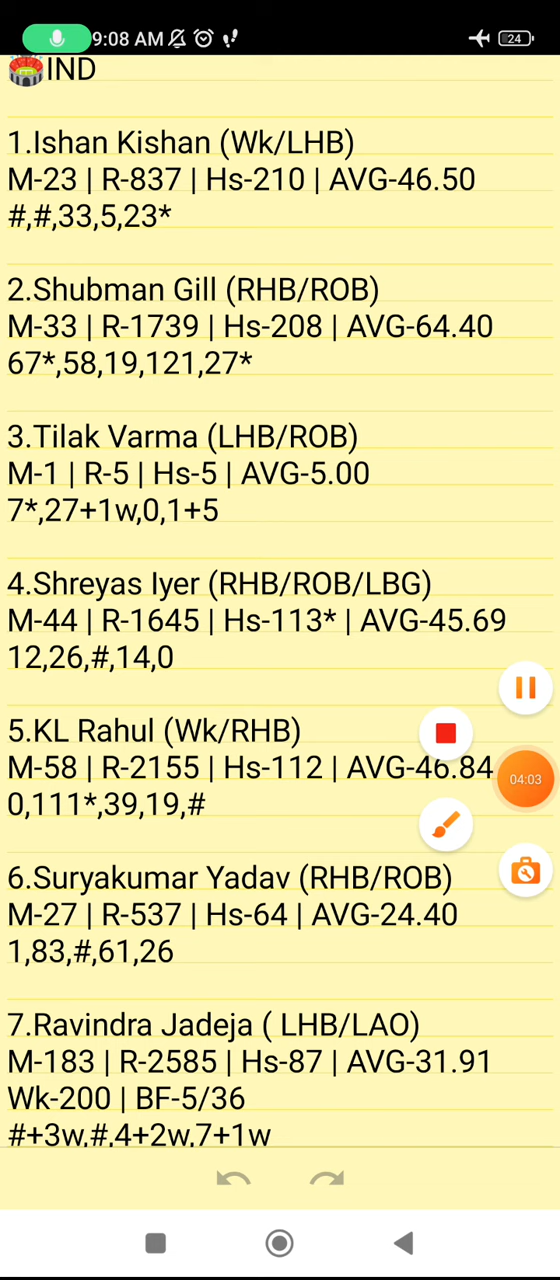 9:08 AM
24
IND
1.Ishan Kishan (Wk/LHB)
M-23 | R-837 | Hs-210 | AVG-46.50
#,#,33,5,23*
2.Shubman Gill (RHB/ROB)
M-33 | R-1739 | Hs-208 | AVG-64.40
67*,58,19,121,27*
3.Tilak Varma (LHB/ROB)
M-1 | R-5 | Hs-5 | AVG-5.00
7*,27+1w,0,1+5
4.Shreyas Iyer (RHB/ROB/LBG)
M-44 | R-1645 | Hs-113* | AVG-45.69
12,26,#,14,0
5.KL Rahul (Wk/RHB)
M-58 | R-2155 | Hs-112 | AVG-46.84
0,111*,39,19,#
04:03
6.Suryakumar Yadav (RHB/ROB)
M-27 | R-537 | Hs-64 | AVG-24.40
1,83,#,61,26
7.Ravindra Jadeja ( LHB/LAO)
M-183 | R-2585 | Hs-87 | AVG-31.91
Wk-200 | BF-5/36
#+3w,#,4+2w,7+1w